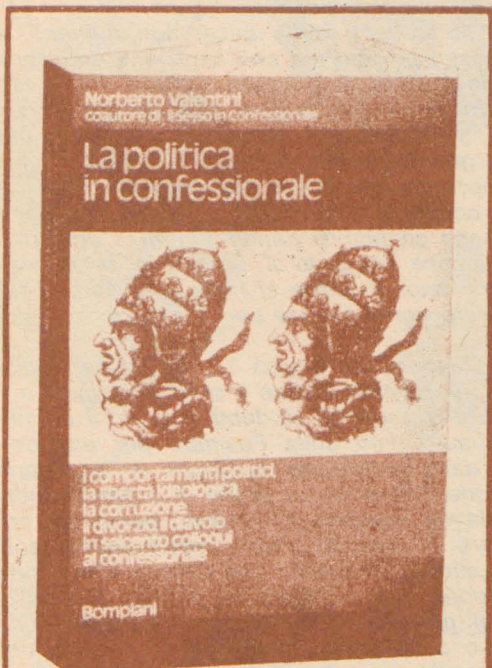 Norberto Valentini
coautore di: Il Sesso in Confessionale
La politica
in confessionale
i comportamenti politici,
la libertà ideologica,
la corruzione,
il divorzio, il diavolo,
in seicento colloqui
al confessionale
Bompiani